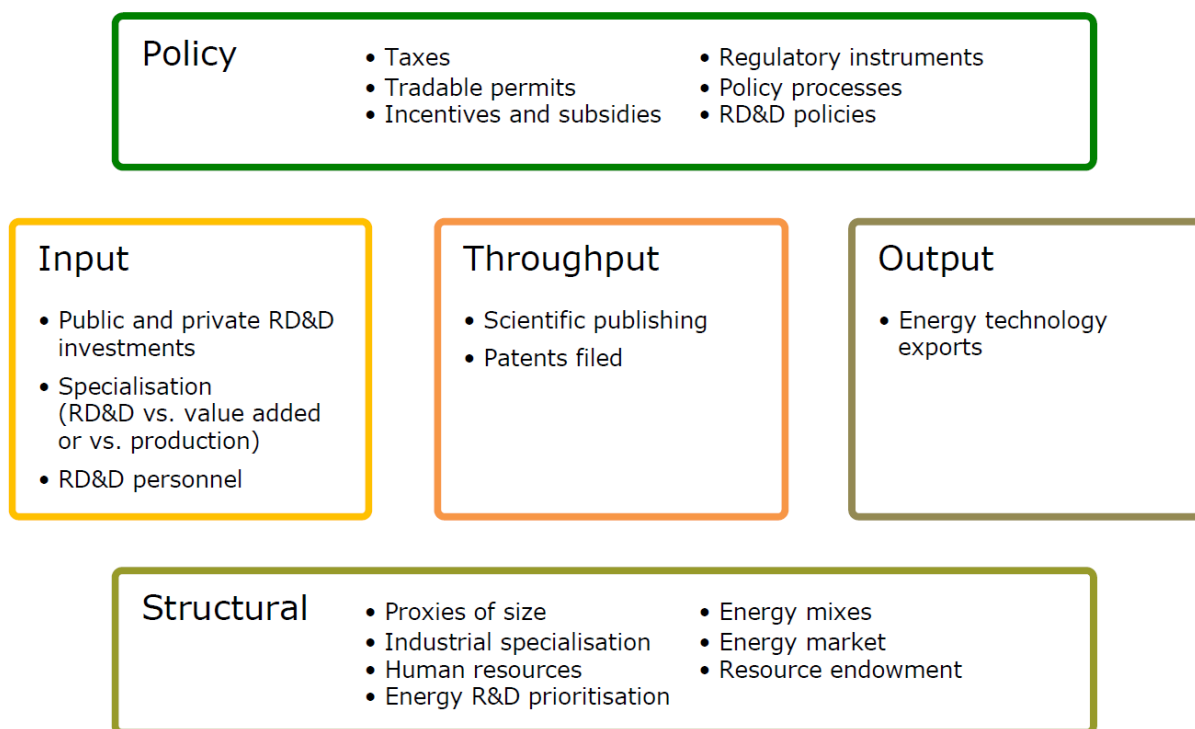 Policy
• Taxes
• Tradable permits
• Incentives and subsidies
• Regulatory instruments
• Policy processes
• RD&D policies
Input
• Public and private RD&D
investments
• Specialisation
(RD&D vs. value added
or vs. production)
• RD&D personnel
Throughput
• Scientific publishing
• Patents filed
Output
• Energy technology
exports
Structural
• Proxies of size
• Industrial specialisation
• Human resources
• Energy R&D prioritisation
• Energy mixes
• Energy market
• Resource endowment